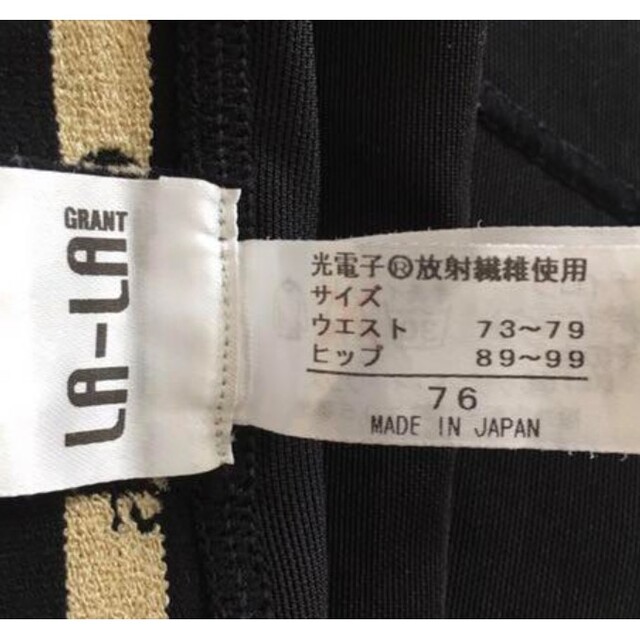 GRANT
LA-LA
光電子®放射繊維使用
サイズ
ウエスト 73~79
ヒップ 89~99
76
MADE IN JAPAN